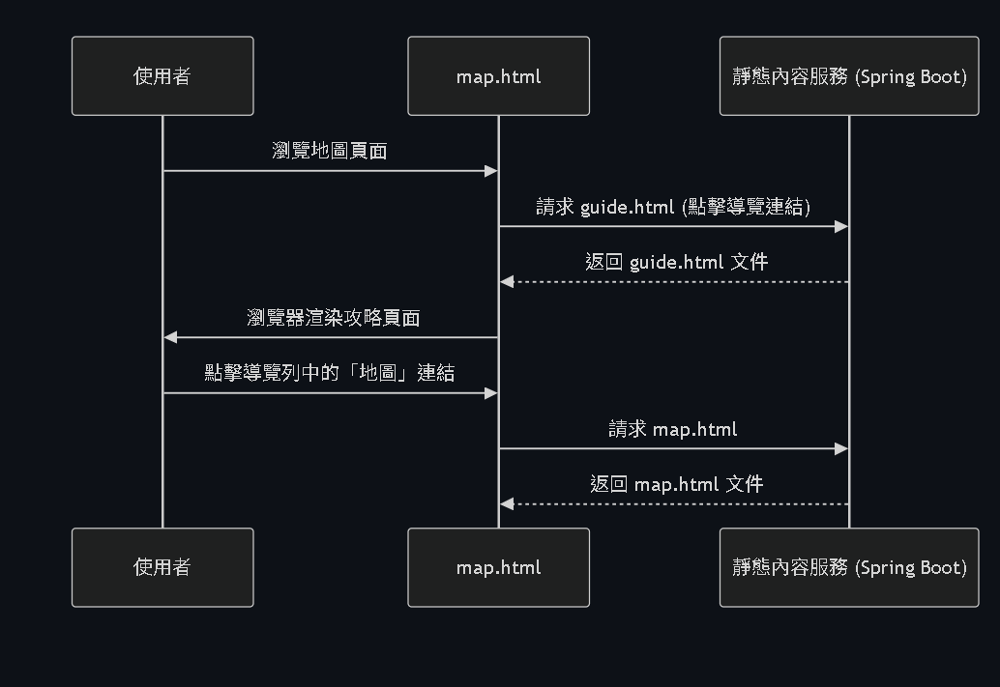 使用者
map.html
靜態內容服務 (Spring Boot)
瀏覽地圖頁面
請求 guide.html (點擊導覽連結)
返回 guide.html 文件
瀏覽器渲染攻略頁面
點擊導覽列中的「地圖」連結
請求 map.html
返回 map.html 文件
使用者
map.html
靜態內容服務 (Spring Boot)